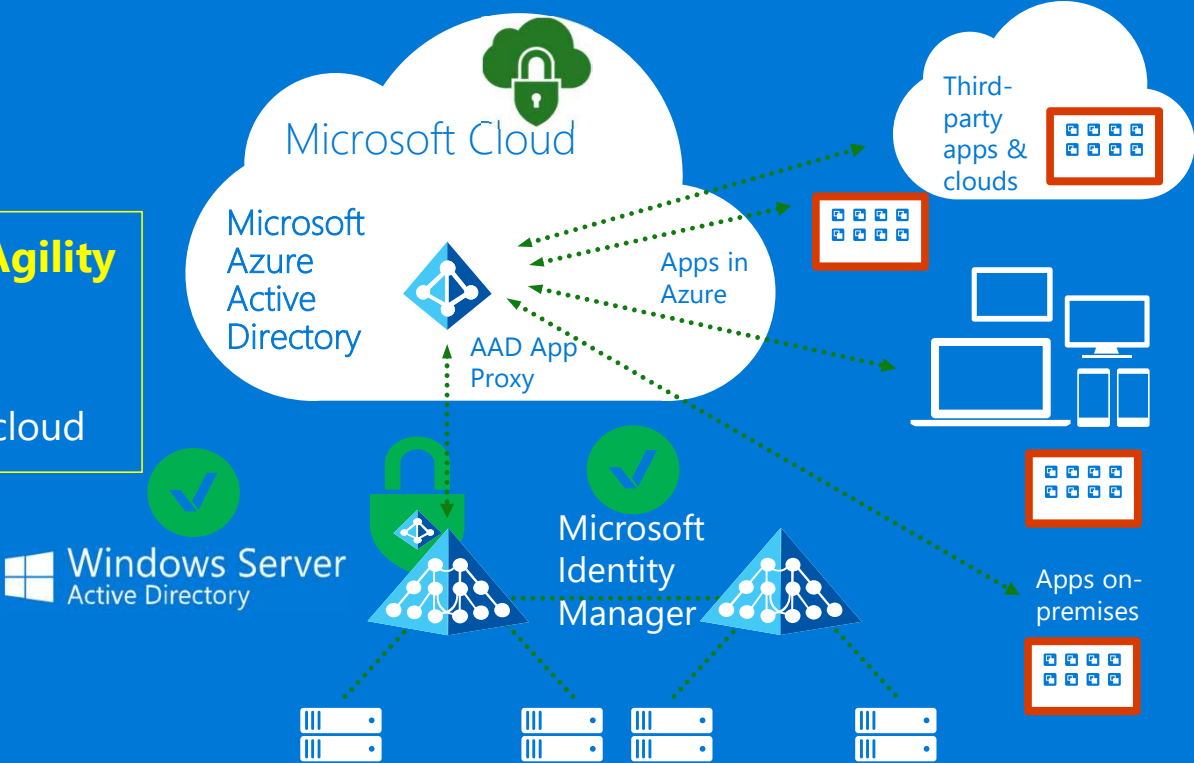 Microsoft Cloud
Third-
party
apps &
clouds
Microsoft
Azure
Active
Directory
Apps in
Azure
AAD App
Proxy
Agility
cloud
Microsoft
Identity
Manager
Windows Server
Active Directory
Apps on-
premises